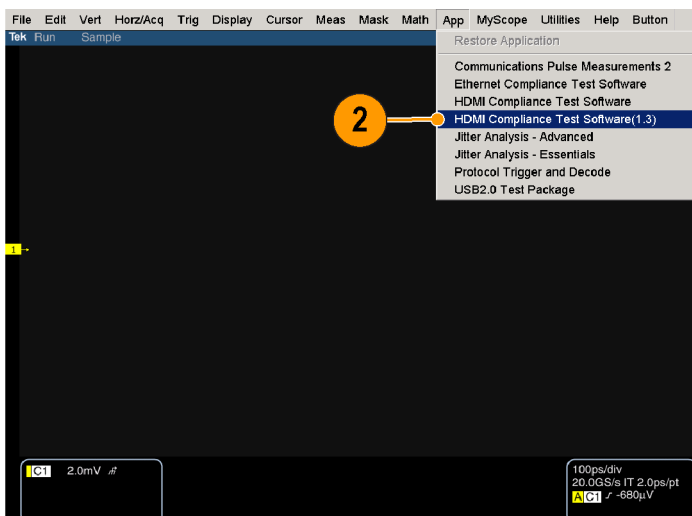 File Edit Vert Horz/Acq Trig Display Cursor Meas Mask Math App MyScope Utilities Help Button
Tek Run Sample
Restore Application
Communications Pulse Measurements 2
Ethernet Compliance Test Software
HDMI Compliance Test Software
2
HDMI Compliance Test Software(1.3)
Jitter Analysis - Advanced
Jitter Analysis - Essentials
Protocol Trigger and Decode
USB2.0 Test Package
1
C1 2.0mV
100ps/div
20.0GS/s IT 2.0ps/pt
A C1 -680µV